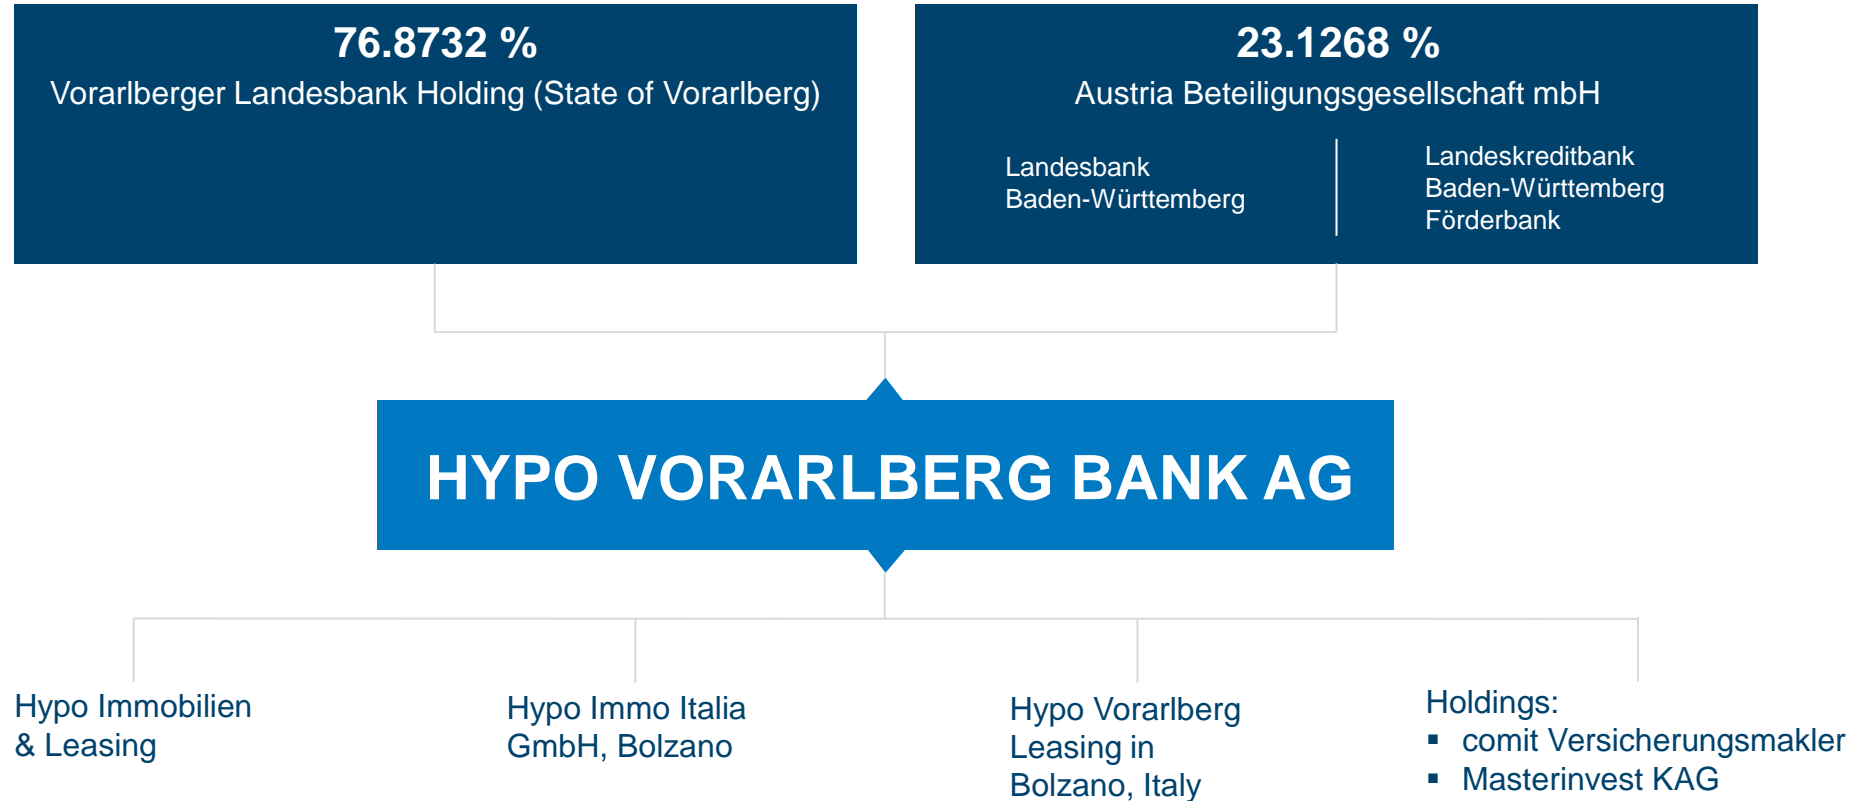 76.8732 %
Vorarlberger Landesbank Holding (State of Vorarlberg)
23.1268 %
Austria Beteiligungsgesellschaft mbH
Landesbank
Baden-Württemberg
Landeskreditbank
Baden-Württemberg
Förderbank
HYPO VORARLBERG BANK AG
Hypo Immobilien
& Leasing
Hypo Immo Italia
GmbH, Bolzano
Hypo Vorarlberg
Leasing in
Bolzano, Italy
Holdings:
▪ comit Versicherungsmakler
▪ Masterinvest KAG